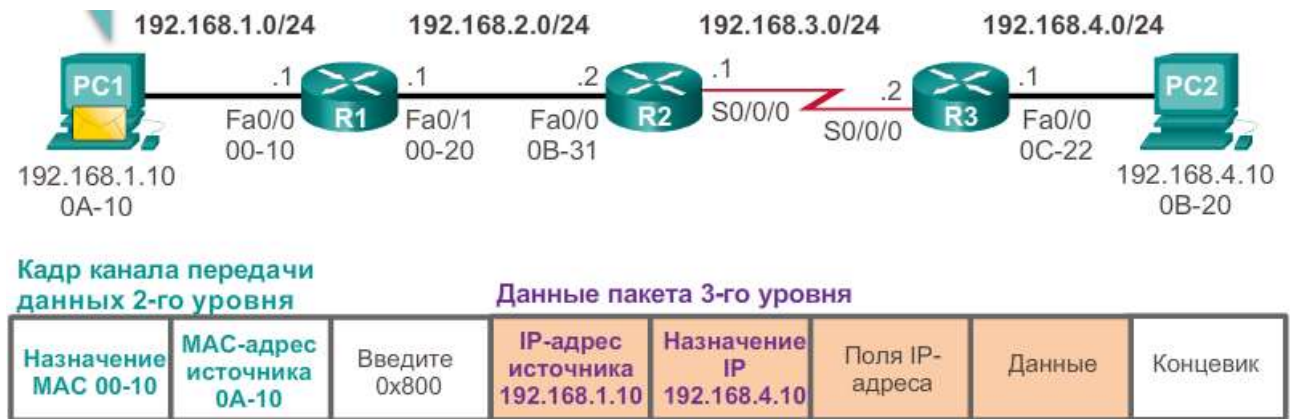 192.168.1.0/24 192.168.2.0/24 192.168.3.0/24 192.168.4.0/24
PC1 .1 R1 .1 .2 R2 .1 .2 R3 .1 PC2
Fa0/0 Fa0/1 Fa0/0 S0/0/0 S0/0/0 Fa0/0
00-10 00-20 0B-31 0C-22
192.168.1.10 192.168.4.10
0A-10 0B-20
Кадр канала передачи
данных 2-го уровня
Данные пакета 3-го уровня
Назначение
MAC 00-10
MAC-адрес
источника
0A-10
Введите
0x800
IP-адрес
источника
192.168.1.10
Назначение
IP
192.168.4.10
Поля IP-
адреса
Данные
Концевик